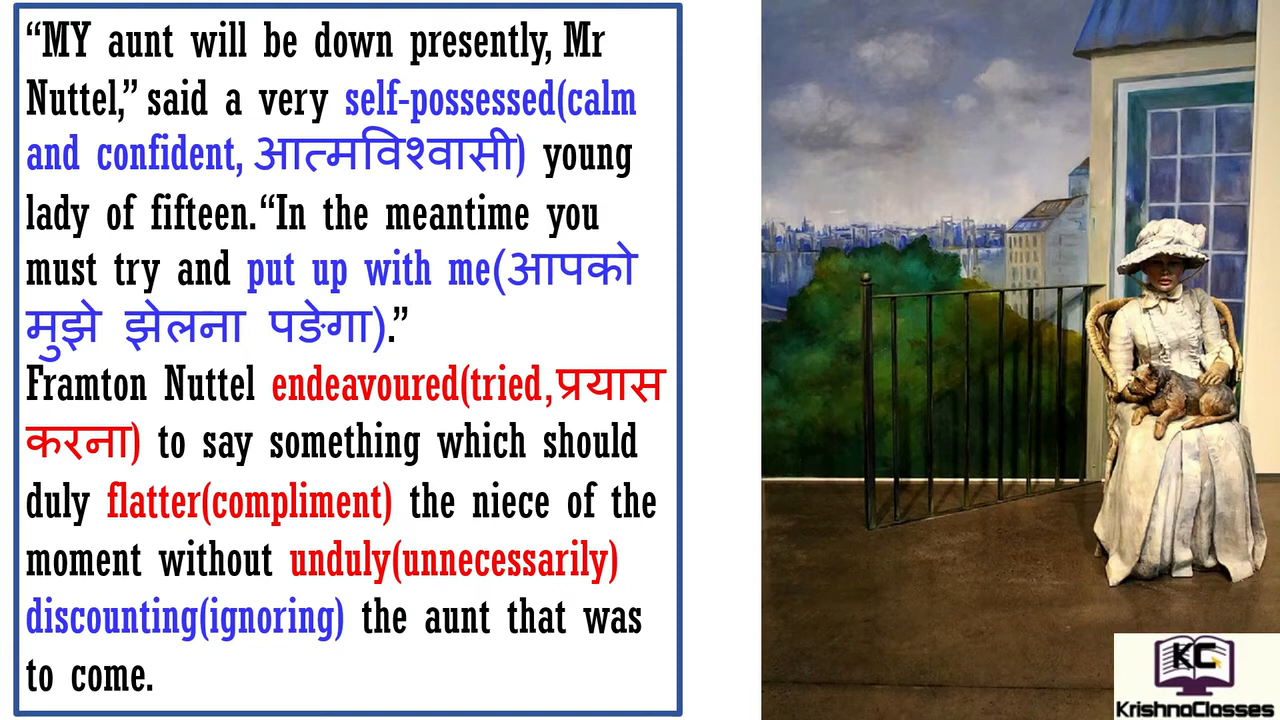 “MY aunt will be down presently, Mr
Nuttel,” said a very self-possessed(calm
and confident, आत्मविश्वासी) young
lady of fifteen.“In the meantime you
must try and put up with me(आपको
मुझे झेलना पङेगा).”
Framton Nuttel endeavoured(tried,प्रयास
करना) to say something which should
duly flatter(compliment) the niece of the
moment without unduly(unnecessarily)
discounting(ignoring) the aunt that was
to come.
KC
KrishnaClasses